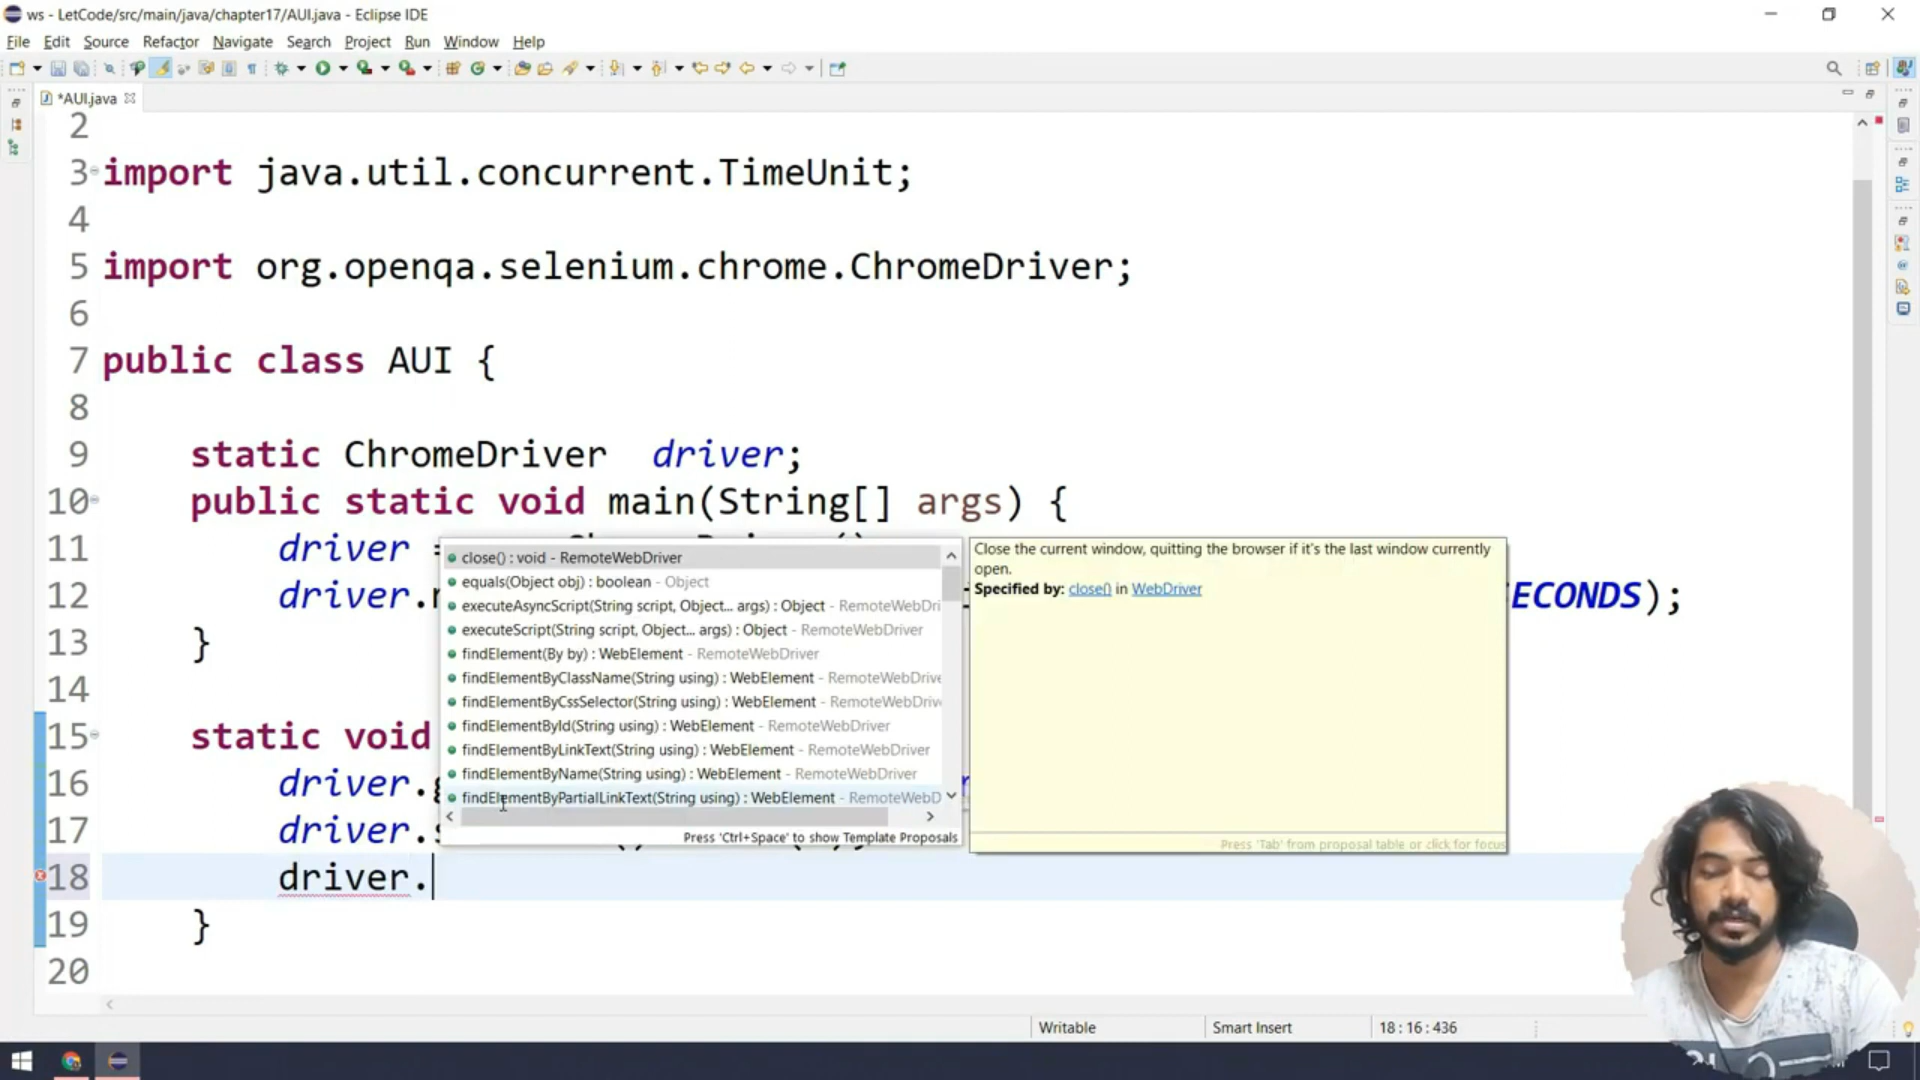 ws - LetCode/src/main/java/chapter17/AUI.java - Eclipse IDE
File Edit Source Refactor Navigate Search Project Run Window Help
*AUI.java
2
3 import java.util.concurrent.TimeUnit;
4
5 import org.openqa.selenium.chrome.ChromeDriver;
6
7 public class AUI {
8
9 static ChromeDriver driver;
10 public static void main(String[] args) {
11 driver =
12 driver. ECONDS);
13 }
14
15 static void
16 driver.
17 driver.
18 driver.
19 }
20
close() : void - RemoteWebDriver
equals(Object obj) : boolean - Object
executeAsyncScript(String script, Object... args) : Object - RemoteWebDri
executeScript(String script, Object... args) : Object - RemoteWebDriver
findElement(By by) : WebElement - RemoteWebDriver
findElementByClassName(String using) : WebElement - RemoteWebDrive
findElementByCssSelector(String using) : WebElement - RemoteWebDriv
findElementById(String using) : WebElement - RemoteWebDriver
findElementByLinkText(String using) : WebElement - RemoteWebDriver
findElementByName(String using) : WebElement - RemoteWebDriver
findElementByPartialLinkText(String using) : WebElement - RemoteWebD
Press 'Ctrl+Space' to show Template Proposals
Close the current window, quitting the browser if it's the last window currently
open.
Specified by: close() in WebDriver
Press 'Tab' from proposal table or click for focus
Writable Smart Insert 18 : 16 : 436